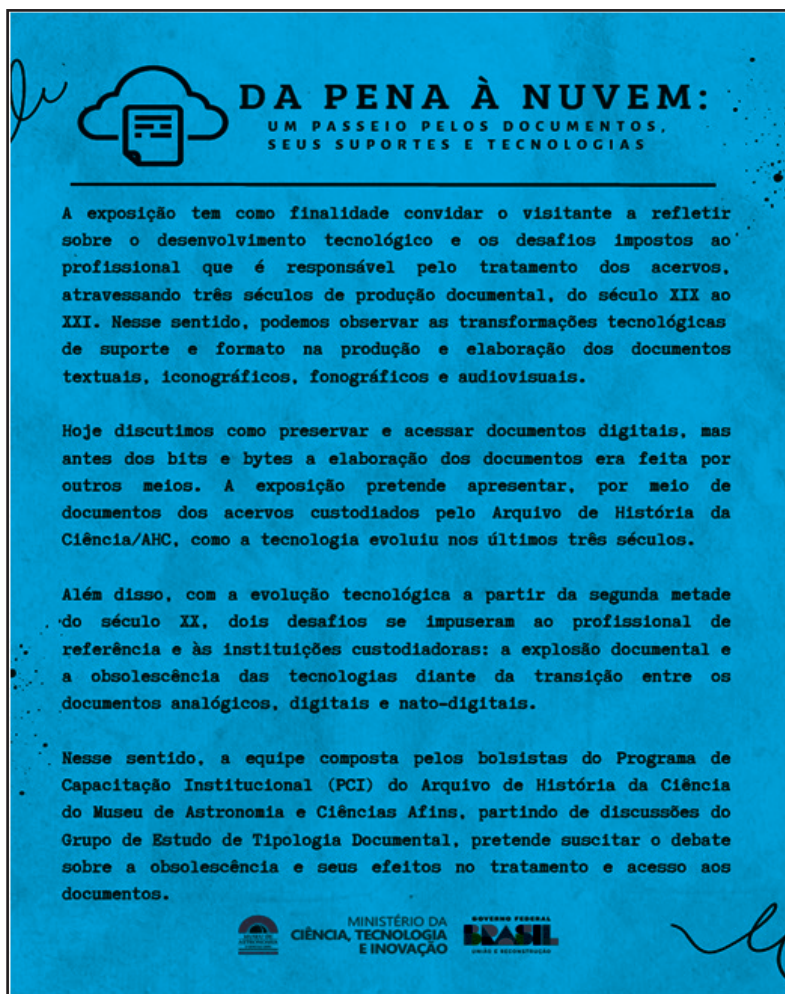 DA PENA À NUVEM:
UM PASSEIO PELOS DOCUMENTOS,
SEUS SUPORTES E TECNOLOGIAS
A exposição tem como finalidade convidar o visitante a refletir
sobre o desenvolvimento tecnológico e os desafios impostos ao
profissional que é responsável pelo tratamento dos acervos,
atravessando três séculos de produção documental, do século XIX ao
XXI. Nesse sentido, podemos observar as transformações tecnológicas
de suporte e formato na produção e elaboração dos documentos
textuais, iconográficos, fonográficos e audiovisuais.
Hoje discutimos como preservar e acessar documentos digitais, mas
antes dos bits e bytes a elaboração dos documentos era feita por
outros meios. A exposição pretende apresentar, por meio de
documentos dos acervos custodiados pelo Arquivo de História da
Ciência/AHC, como a tecnologia evoluiu nos últimos três séculos.
Além disso, com a evolução tecnológica a partir da segunda metade
do século XX, dois desafios se impuseram ao profissional de
referência e às instituições custodiadoras: a explosão documental e
a obsolescência das tecnologias diante da transição entre os
documentos analógicos, digitais e nato-digitais.
Nesse sentido, a equipe composta pelos bolsistas do Programa de
Capacitação Institucional (PCI) do Arquivo de História da Ciência
do Museu de Astronomia e Ciências Afins, partindo de discussões do
Grupo de Estudo de Tipologia Documental, pretende suscitar o debate
sobre a obsolescência e seus efeitos no tratamento e acesso aos
documentos.
MUSEU DE
ASTRONOMIA
MINISTÉRIO DA
CIÊNCIA, TECNOLOGIA
E INOVAÇÃO
GOVERNO FEDERAL
BRASIL
UNIÃO E RECONSTRUÇÃO